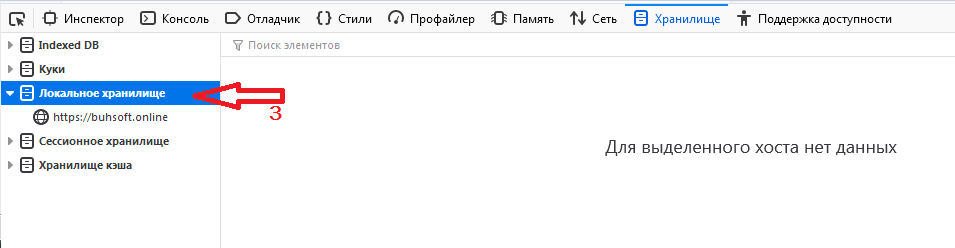 Инспектор Консоль Отладчик Стили Профайлер Память Сеть Хранилище Поддержка доступности
Indexed DB
Поиск элементов
Куки
Локальное хранилище
3
https://buhsoft.online
Сессионное хранилище
Для выделенного хоста нет данных
Хранилище кэша